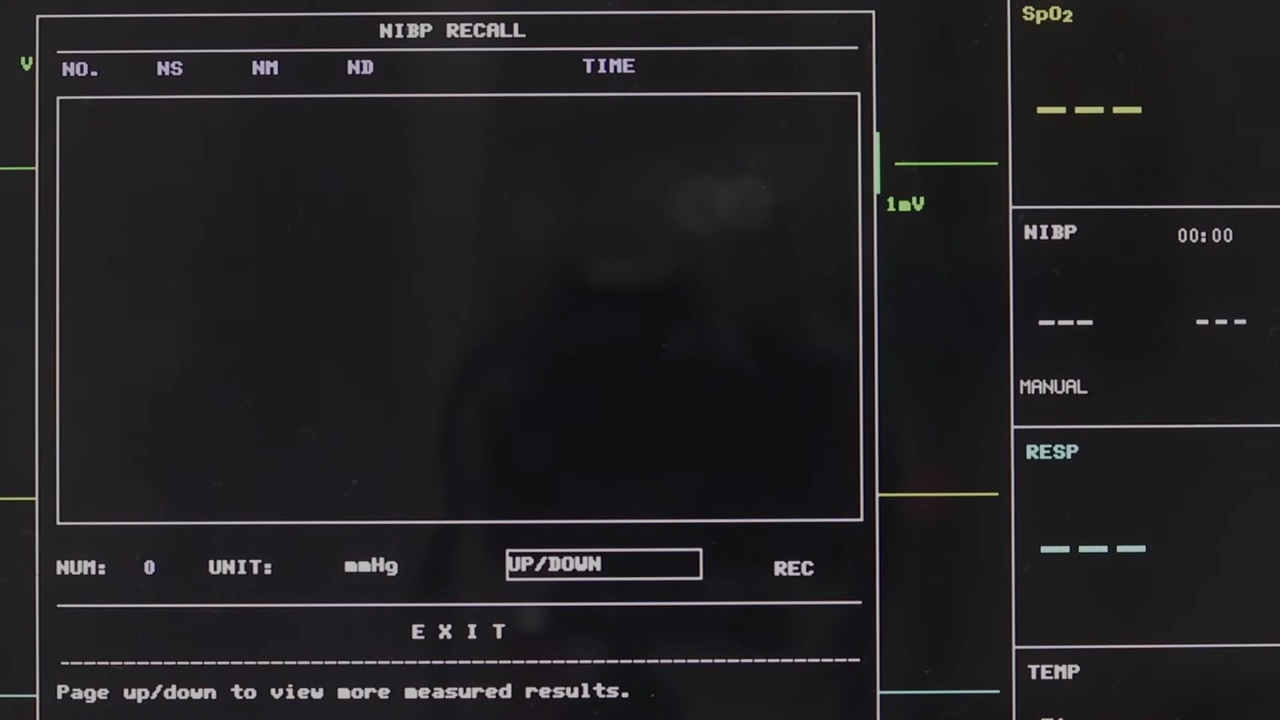 NIBP RECALL
NO. NS NM ND TIME
NUM: 0 UNIT: mmHg UP/DOWN REC
E X I T
Page up/down to view more measured results.
V
1mV
SpO2
---
NIBP 00:00
--- ---
MANUAL
RESP
---
TEMP